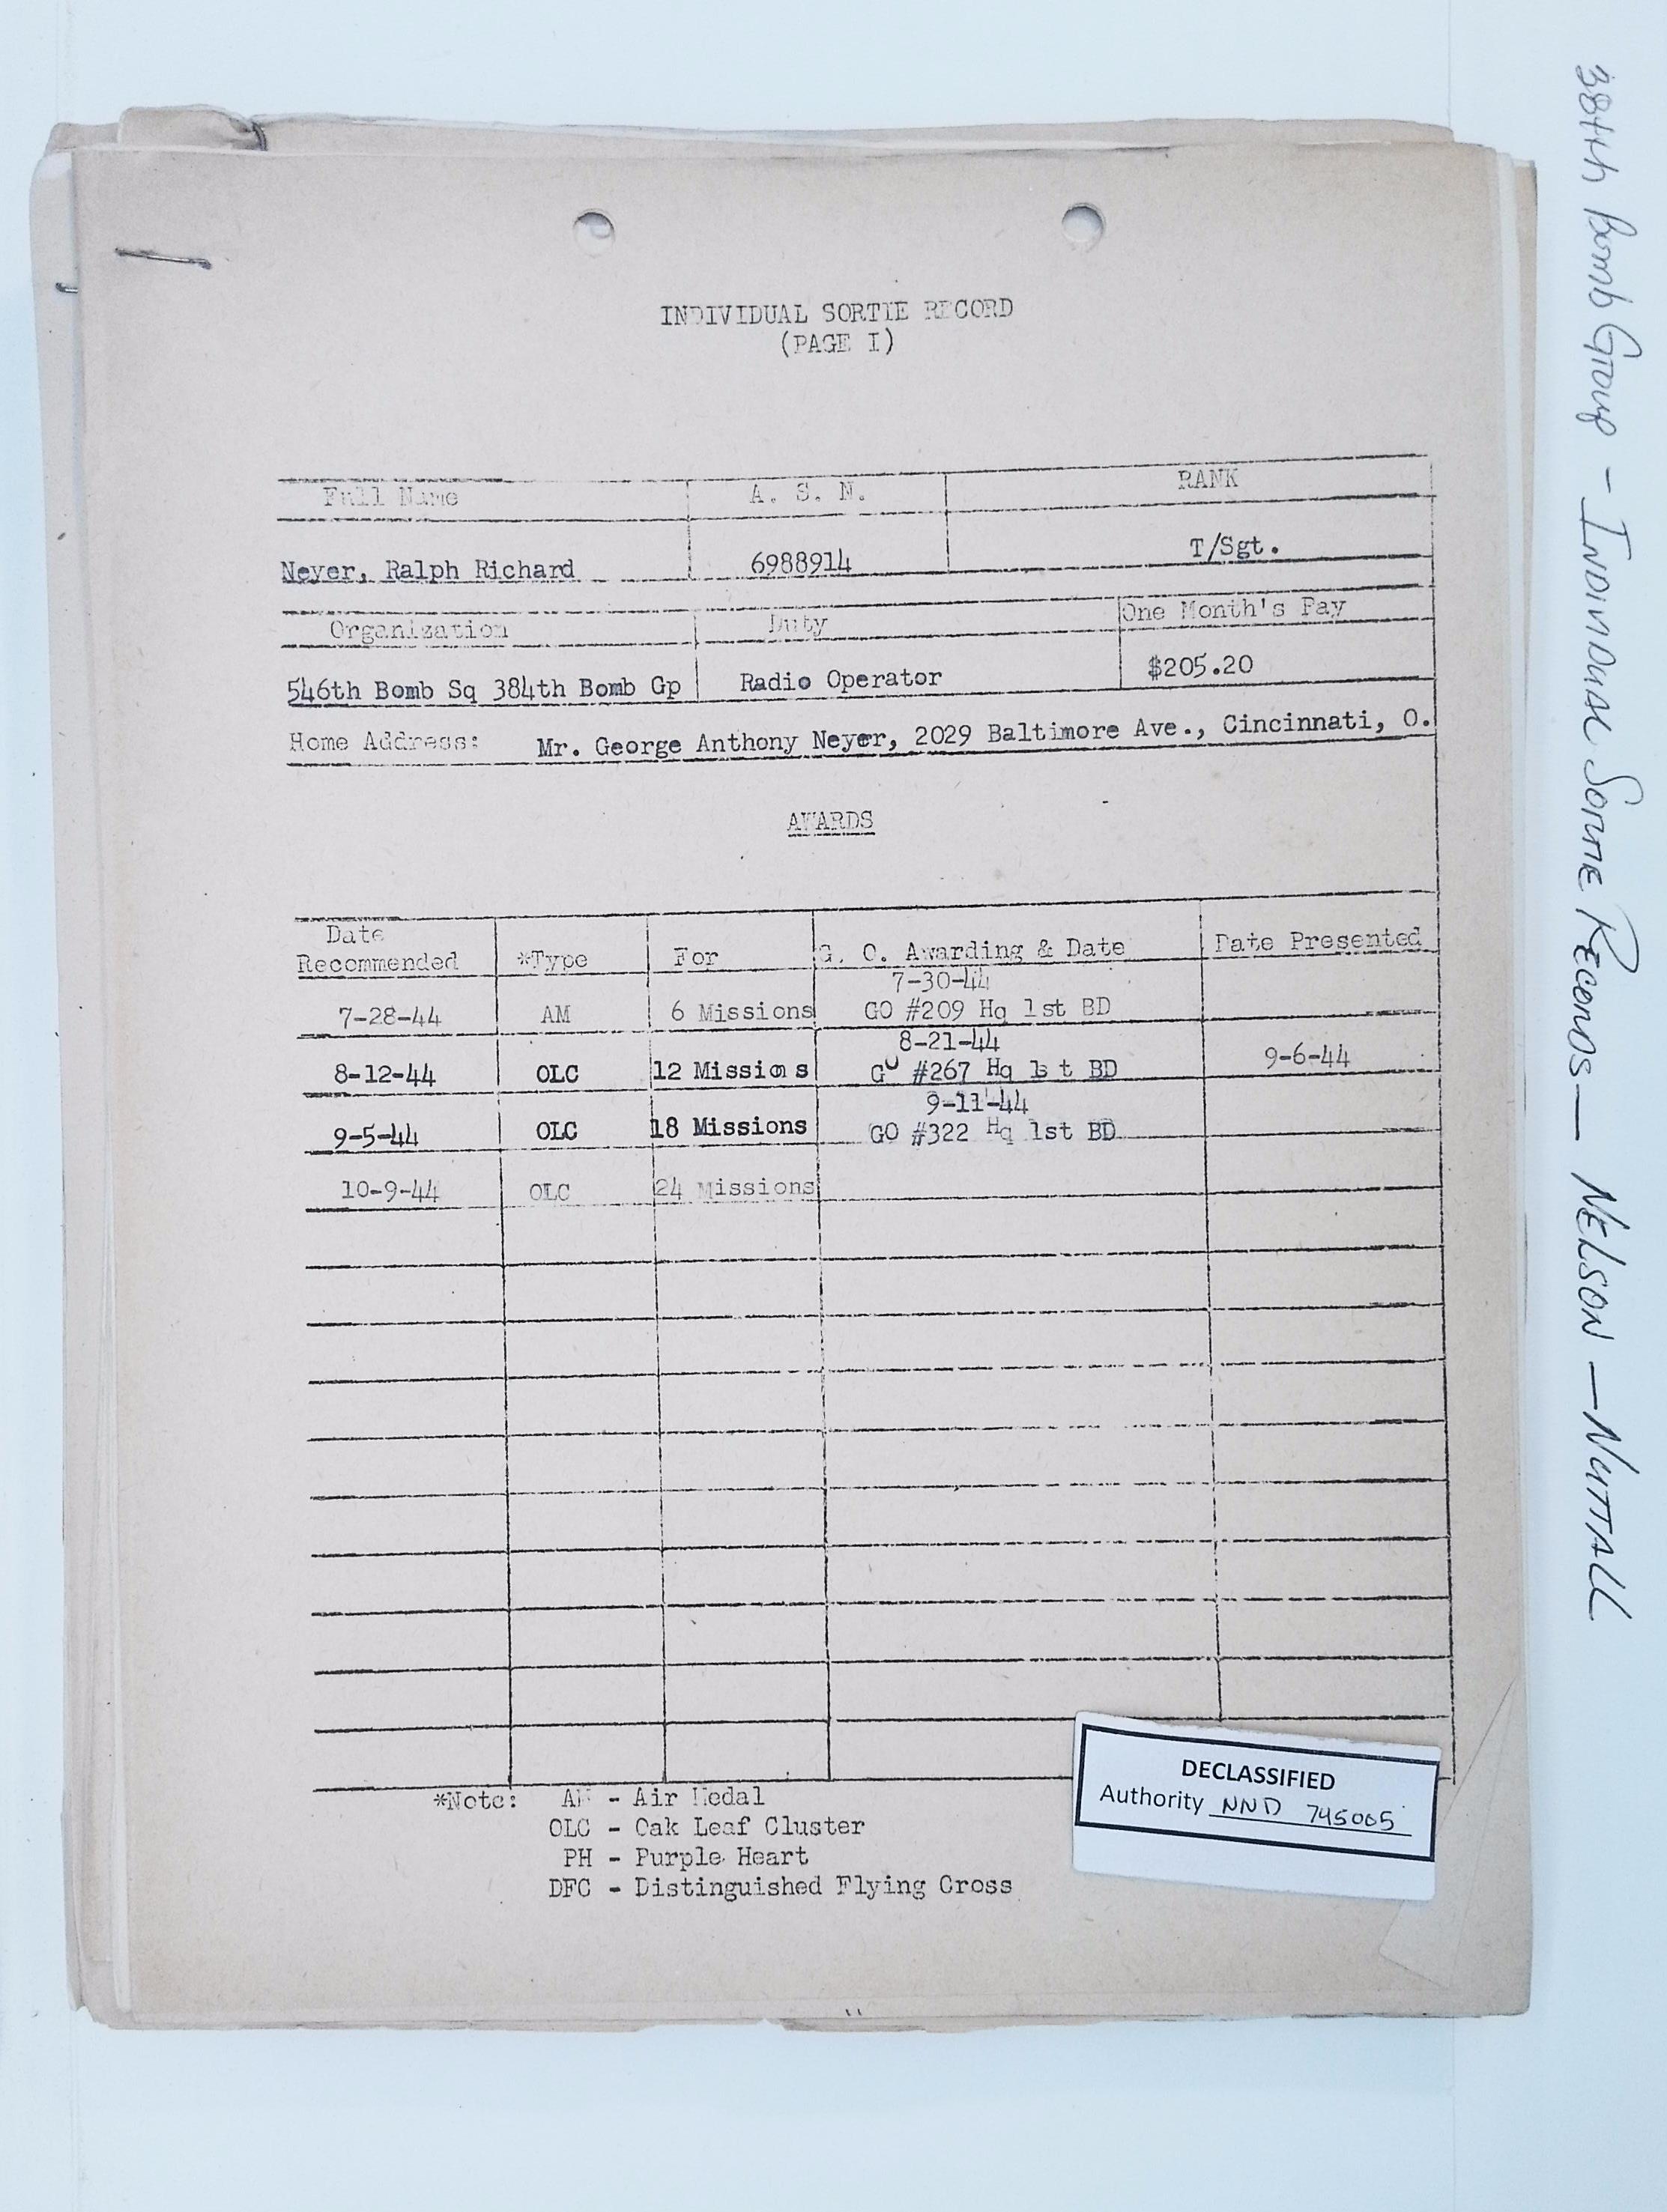 INDIVIDUAL SORTIE RECORD
(PAGE I)
Full Name A. S. N. RANK
Neyer, Ralph Richard 6988914 T/Sgt.
Organization Duty One Month's Pay
546th Bomb Sq 384th Bomb Gp Radio Operator $205.20
Home Address: Mr. George Anthony Neyer, 2029 Baltimore Ave., Cincinnati, O.
AWARDS
Date
Recommended *Type For G. O. Awarding & Date Date Presented
7-30-44
7-28-44 AM 6 Missions GO #209 Hq 1st BD
8-21-44
8-12-44 OLC 12 Missions GO #267 Hq 1st BD 9-6-44
9-11-44
9-5-44 OLC 18 Missions GO #322 Hq 1st BD
10-9-44 OLC 24 Missions
*Note: AM - Air Medal
OLC - Oak Leaf Cluster
PH - Purple Heart
DFC - Distinguished Flying Cross
DECLASSIFIED
Authority NND 745005
384th Bomb Group - Individual Sortie Records — Nelson — Nuttall